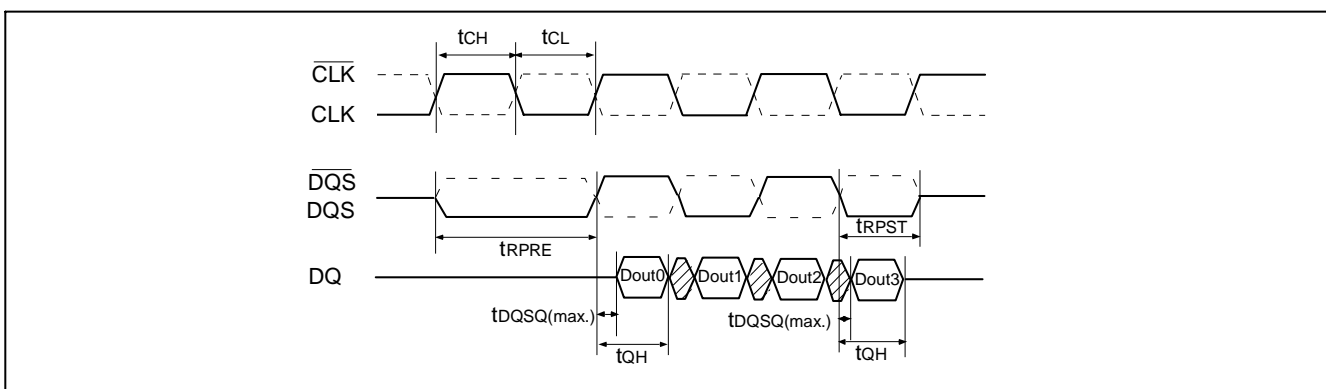 tCH tCL
CLK
CLK
DQS
DQS
tRPRE
tRPST
DQ
Dout0 Dout1 Dout2 Dout3
tDQSQ(max.) tDQSQ(max.)
tQH tQH